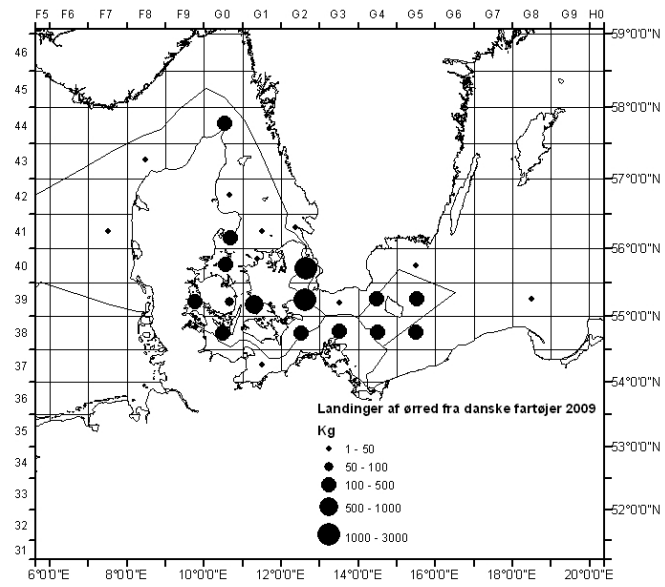 F5 F6 F7 F8 F9 G0 G1 G2 G3 G4 G5 G6 G7 G8 G9 H0
46
45
44
43
42
41
40
39
38
37
36
35
34
33
32
31
59°0'0"N
58°0'0"N
57°0'0"N
56°0'0"N
55°0'0"N
54°0'0"N
53°0'0"N
52°0'0"N
Landinger af ørred fra danske fartøjer 2009
Kg
1 - 50
50 - 100
100 - 500
500 - 1000
1000 - 3000
6°0'0"E 8°0'0"E 10°0'0"E 12°0'0"E 14°0'0"E 16°0'0"E 18°0'0"E 20°0'0"E